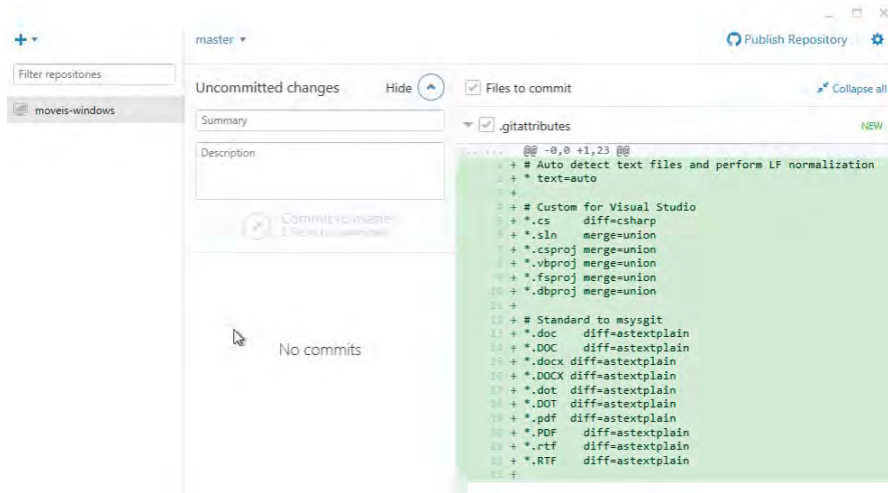 master
Publish Repository
Filter repositories
moveis-windows
Uncommitted changes
Hide
Summary
Description
Commit to master
No commits
Files to commit
Collapse all
.gitattributes
NEW
@@ -0,0 +1,23 @@
+ # Auto detect text files and perform LF normalization
+ * text=auto
+
+ # Custom for Visual Studio
+ *.cs diff=csharp
+ *.sln merge=union
+ *.csproj merge=union
+ *.vbproj merge=union
+ *.fsproj merge=union
+ *.dbproj merge=union
+
+ # Standard to msysgit
+ *.doc diff=astextplain
+ *.DOC diff=astextplain
+ *.docx diff=astextplain
+ *.DOCX diff=astextplain
+ *.dot diff=astextplain
+ *.DOT diff=astextplain
+ *.pdf diff=astextplain
+ *.PDF diff=astextplain
+ *.rtf diff=astextplain
+ *.RTF diff=astextplain
+